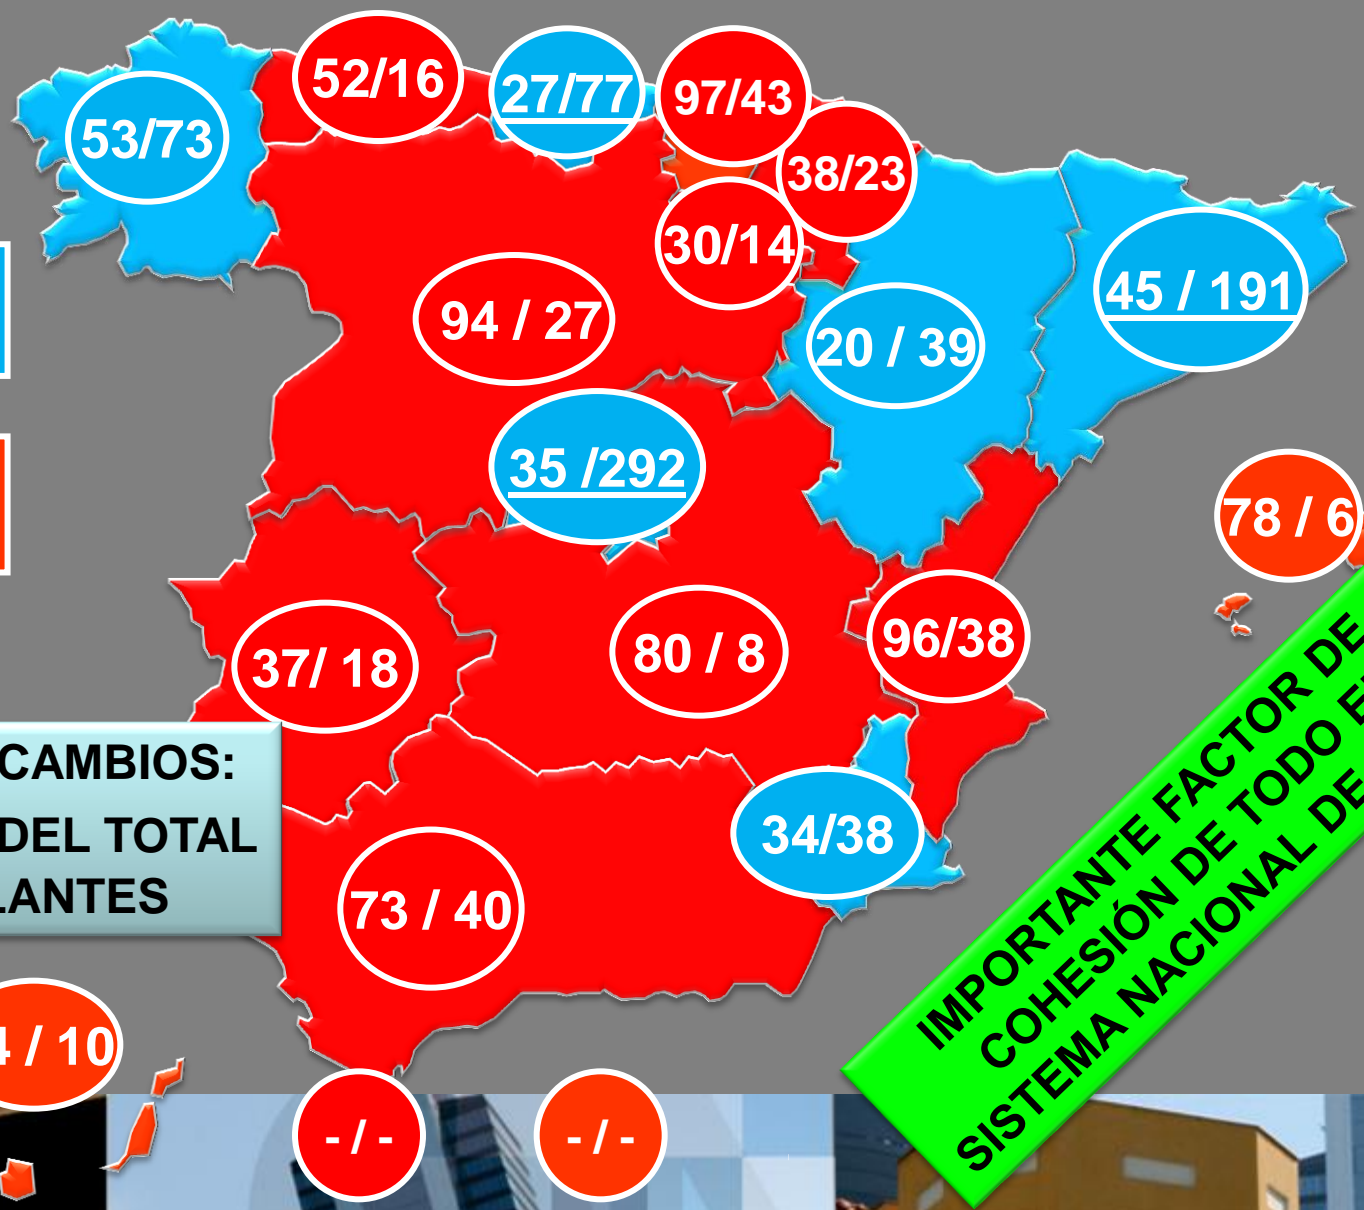 52/16
27/77
97/43
53/73
38/23
30/14
94 / 27
45 / 191
20 / 39
35 /292
78 / 6
37/ 18
80 / 8
96/38
CAMBIOS:
DEL TOTAL
34/38
73 / 40
/ 10
- / -
- / -
IMPORTANTE FACTOR DE
COHESIÓN DE TODO
SISTEMA NACIONAL DE